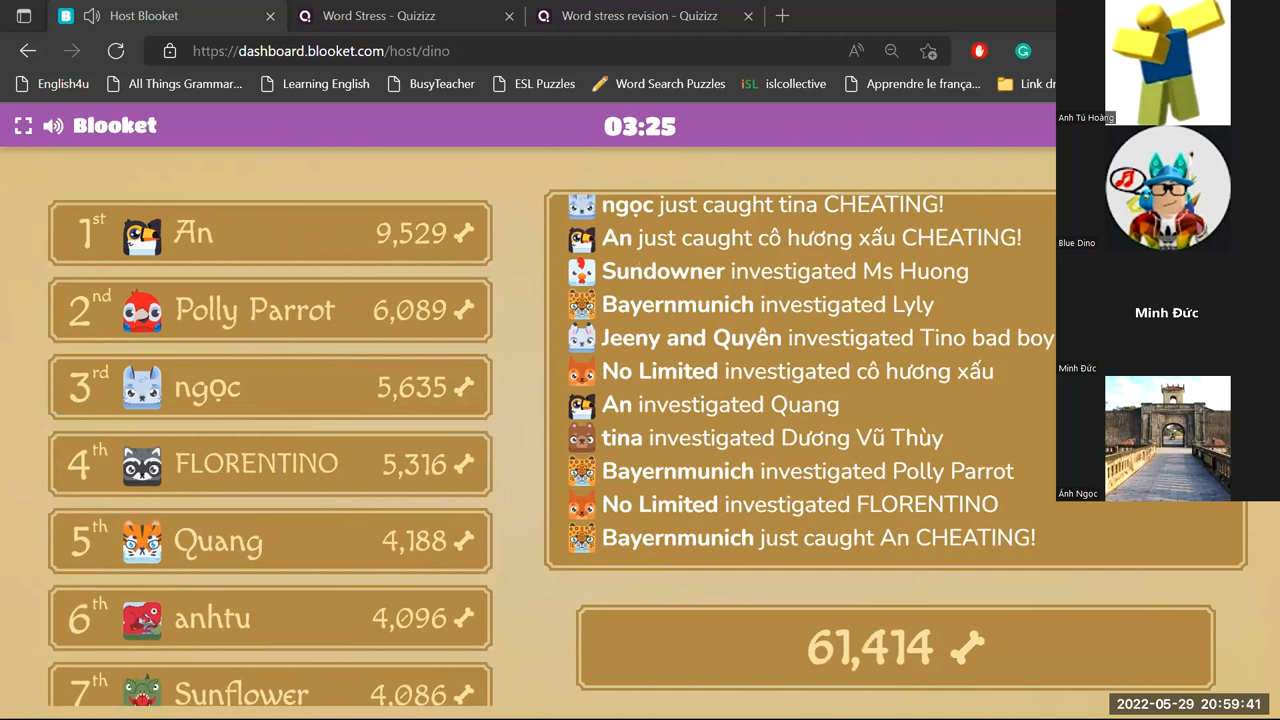 Host Blooket
Word Stress - Quizizz
Word stress revision - Quizizz
https://dashboard.blooket.com/host/dino
English4u
All Things Grammar...
Learning English
BusyTeacher
ESL Puzzles
Word Search Puzzles
iSL islcollective
Apprendre le frança...
Link dr
Blooket
03:25
1st An 9,529
2nd Polly Parrot 6,089
3rd ngọc 5,635
4th FLORENTINO 5,316
5th Quang 4,188
6th anhtu 4,096
7th Sunflower 4,086
ngọc just caught tina CHEATING!
An just caught cô hương xấu CHEATING!
Sundowner investigated Ms Huong
Bayernmunich investigated Lyly
Jeeny and Quyên investigated Tino bad boy
No Limited investigated cô hương xấu
An investigated Quang
tina investigated Dương Vũ Thùy
Bayernmunich investigated Polly Parrot
No Limited investigated FLORENTINO
Bayernmunich just caught An CHEATING!
61,414
Anh Tú Hoàng
Blue Dino
Minh Đức
Minh Đức
Ánh Ngọc
2022-05-29 20:59:41